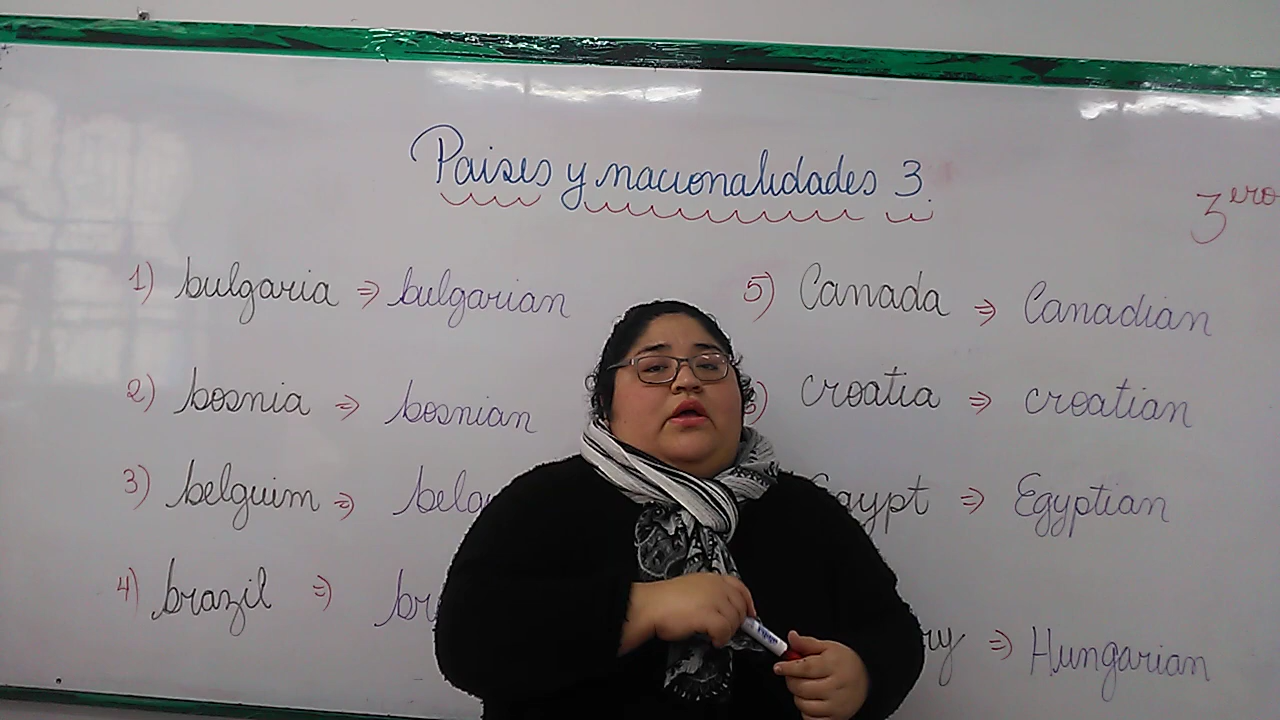 Paises y nacionalidades 3.
3ero
1) bulgaria ⇒ bulgarian
2) bosnia ⇒ bosnian
3) belguim ⇒
4) brazil ⇒
5) Canada ⇒ Canadian
croatia ⇒ croatian
⇒ Egyptian
⇒ Hungarian